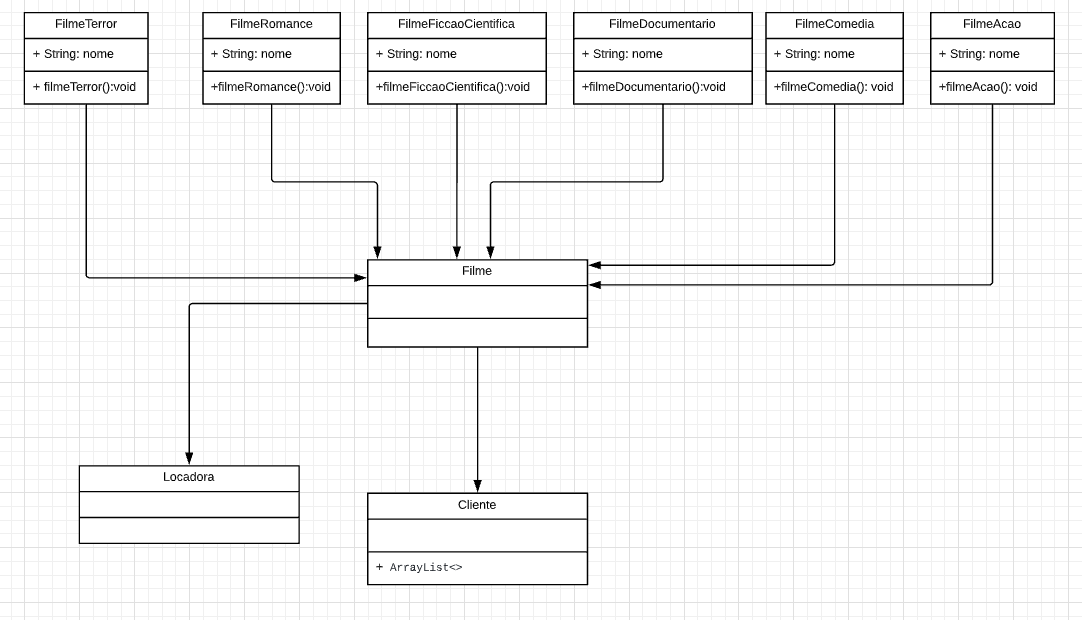 FilmeTerror
+ String: nome
+ filmeTerror():void
FilmeRomance
+ String: nome
+filmeRomance():void
FilmeFiccaoCientifica
+ String: nome
+filmeFiccaoCientifica():void
FilmeDocumentario
+ String: nome
+filmeDocumentario():void
FilmeComedia
+ String: nome
+filmeComedia(): void
FilmeAcao
+ String: nome
+filmeAcao(): void
Filme
Locadora
Cliente
+ ArrayList<>